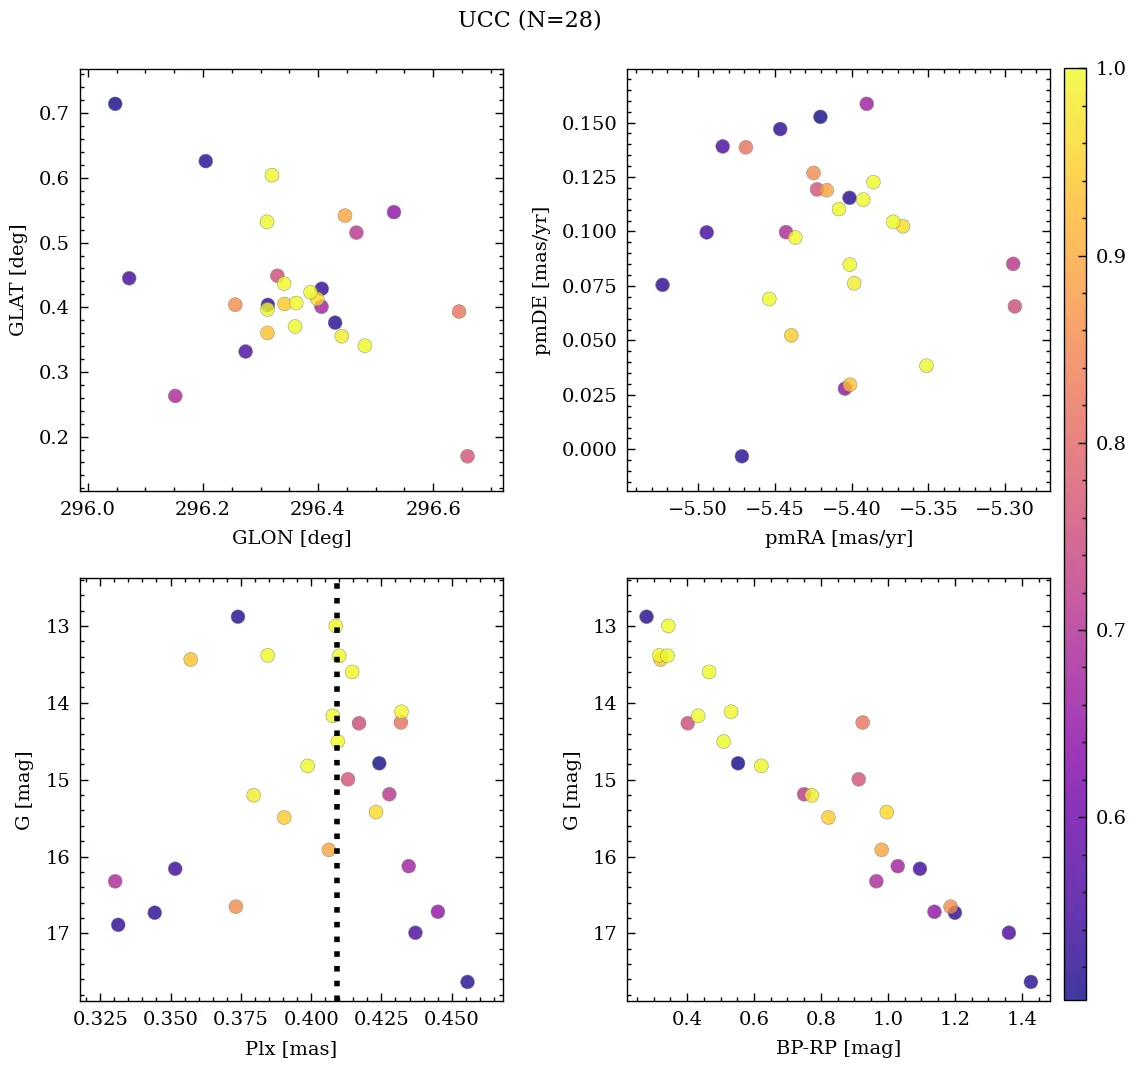 UCC (N=28)
0.7
0.6
0.5
0.4
0.3
0.2
GLAT [deg]
296.0 296.2 296.4 296.6
GLON [deg]
0.150
0.125
0.100
0.075
0.050
0.025
0.000
pmDE [mas/yr]
−5.50 −5.45 −5.40 −5.35 −5.30
pmRA [mas/yr]
1.0
0.9
0.8
0.7
0.6
13
14
15
16
17
G [mag]
0.325 0.350 0.375 0.400 0.425 0.450
Plx [mas]
13
14
15
16
17
G [mag]
0.4 0.6 0.8 1.0 1.2 1.4
BP-RP [mag]